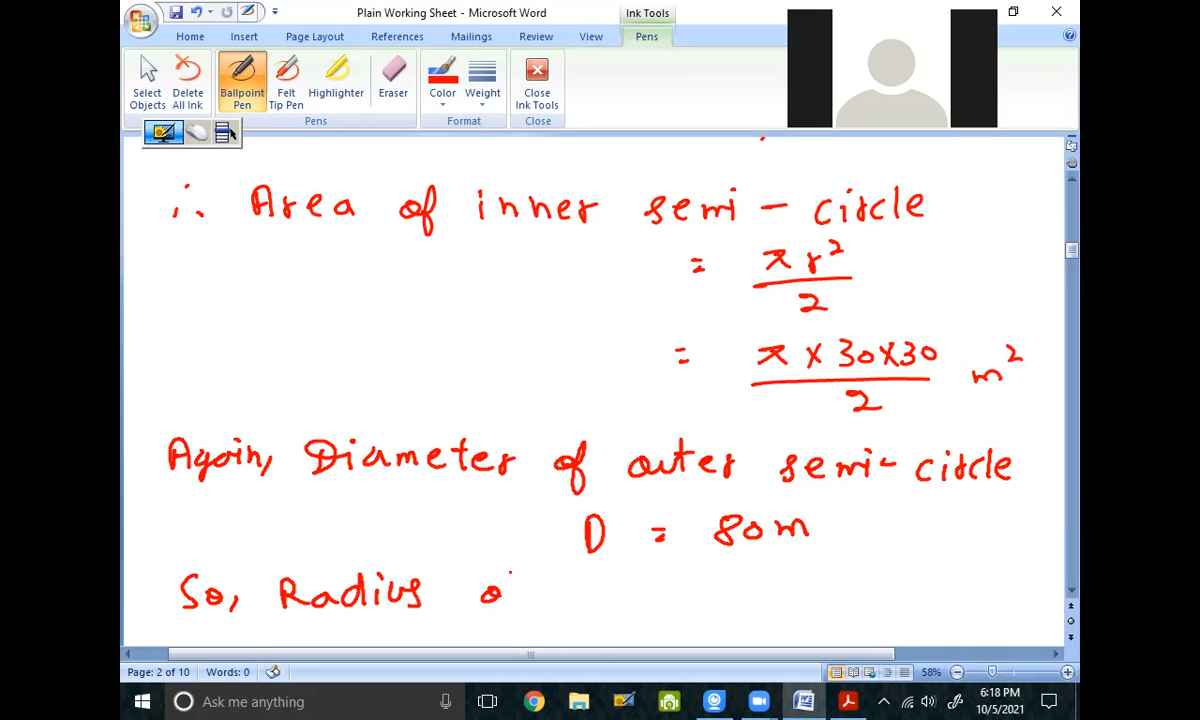 Plain Working Sheet - Microsoft Word
Ink Tools
Home Insert Page Layout References Mailings Review View Pens
Select Objects
Delete All Ink
Ballpoint Pen
Felt Tip Pen
Highlighter
Eraser
Color
Weight
Close Ink Tools
Pens Format Close
∴ Area of inner semi - circle
= πr²/2
= π × 30×30/2 m²
Again, Diameter of outer semi-circle
D = 80m
So, Radius o
Page: 2 of 10 Words: 0 58%
Ask me anything
6:18 PM
10/5/2021